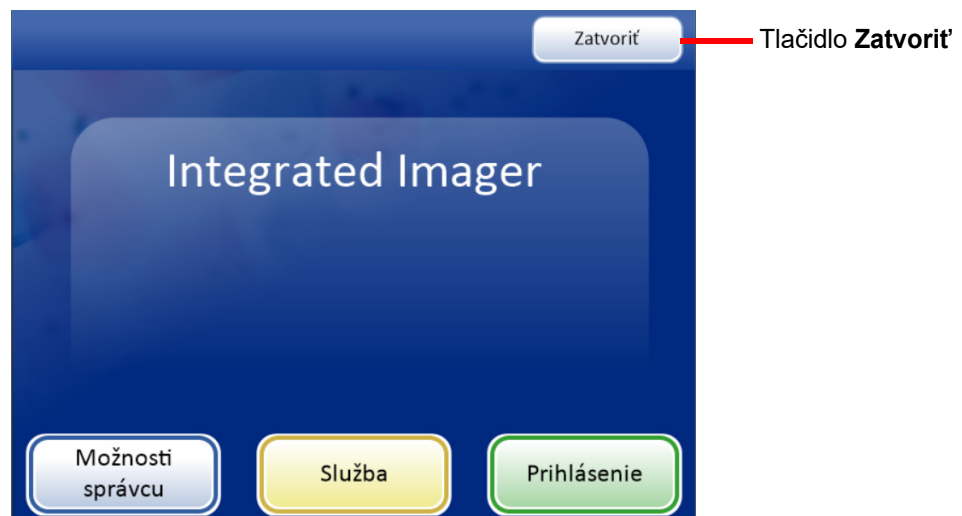 Zatvoriť
Tlačidlo Zatvoriť
Integrated Imager
Možnosti
správcu
Služba
Prihlásenie